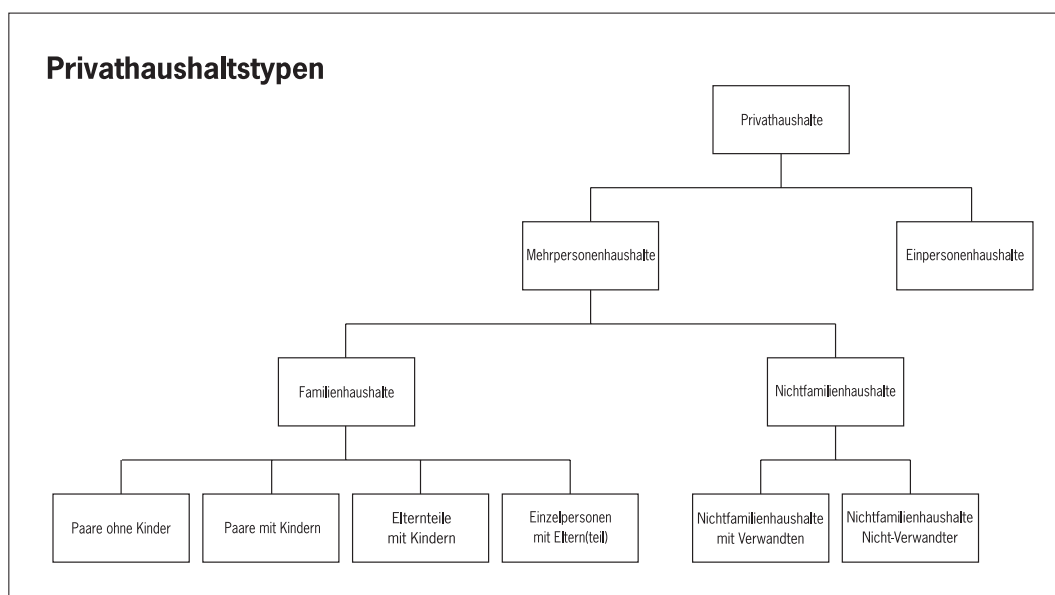 Privathaushaltstypen
Privathaushalte
Mehrpersonenhaushalte
Einpersonenhaushalte
Familienhaushalte
Nichtfamilienhaushalte
Paare ohne Kinder
Paare mit Kindern
Elternteile
mit Kindern
Einzelpersonen
mit Eltern(teil)
Nichtfamilienhaushalte
mit Verwandten
Nichtfamilienhaushalte
Nicht-Verwandter